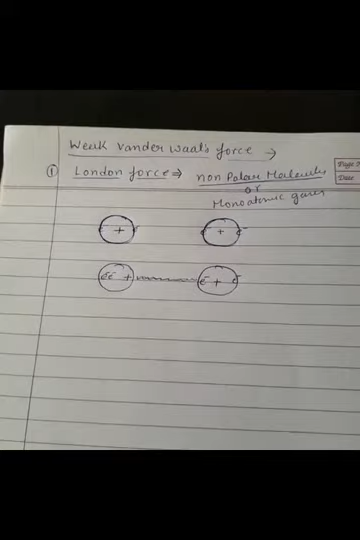 Weak vander waal's force →
① London force ⇒ non Polar Molecules
or
Monoatomic gases
Page
Date
+ +
e⁻e⁻ + e⁻ + e⁻